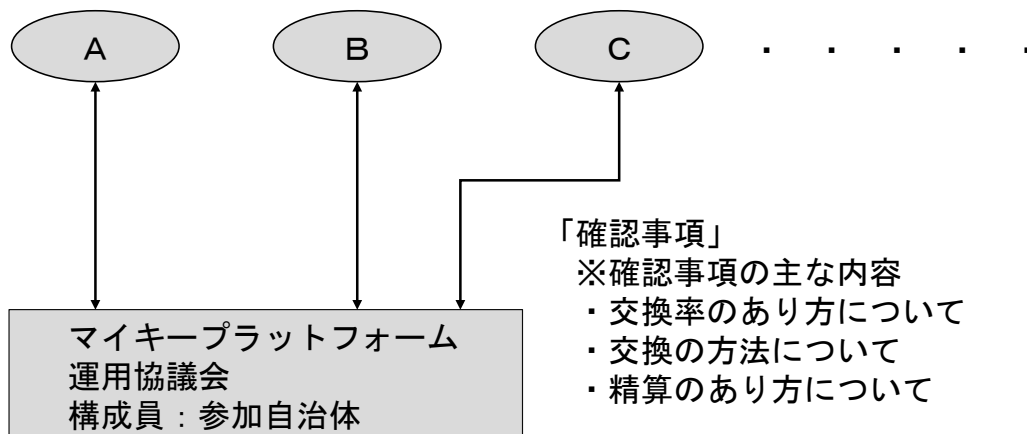 A B C ・ ・ ・ ・ ・
「確認事項」
※確認事項の主な内容
・交換率のあり方について
・交換の方法について
・精算のあり方について
マイキープラットフォーム
運用協議会
構成員：参加自治体